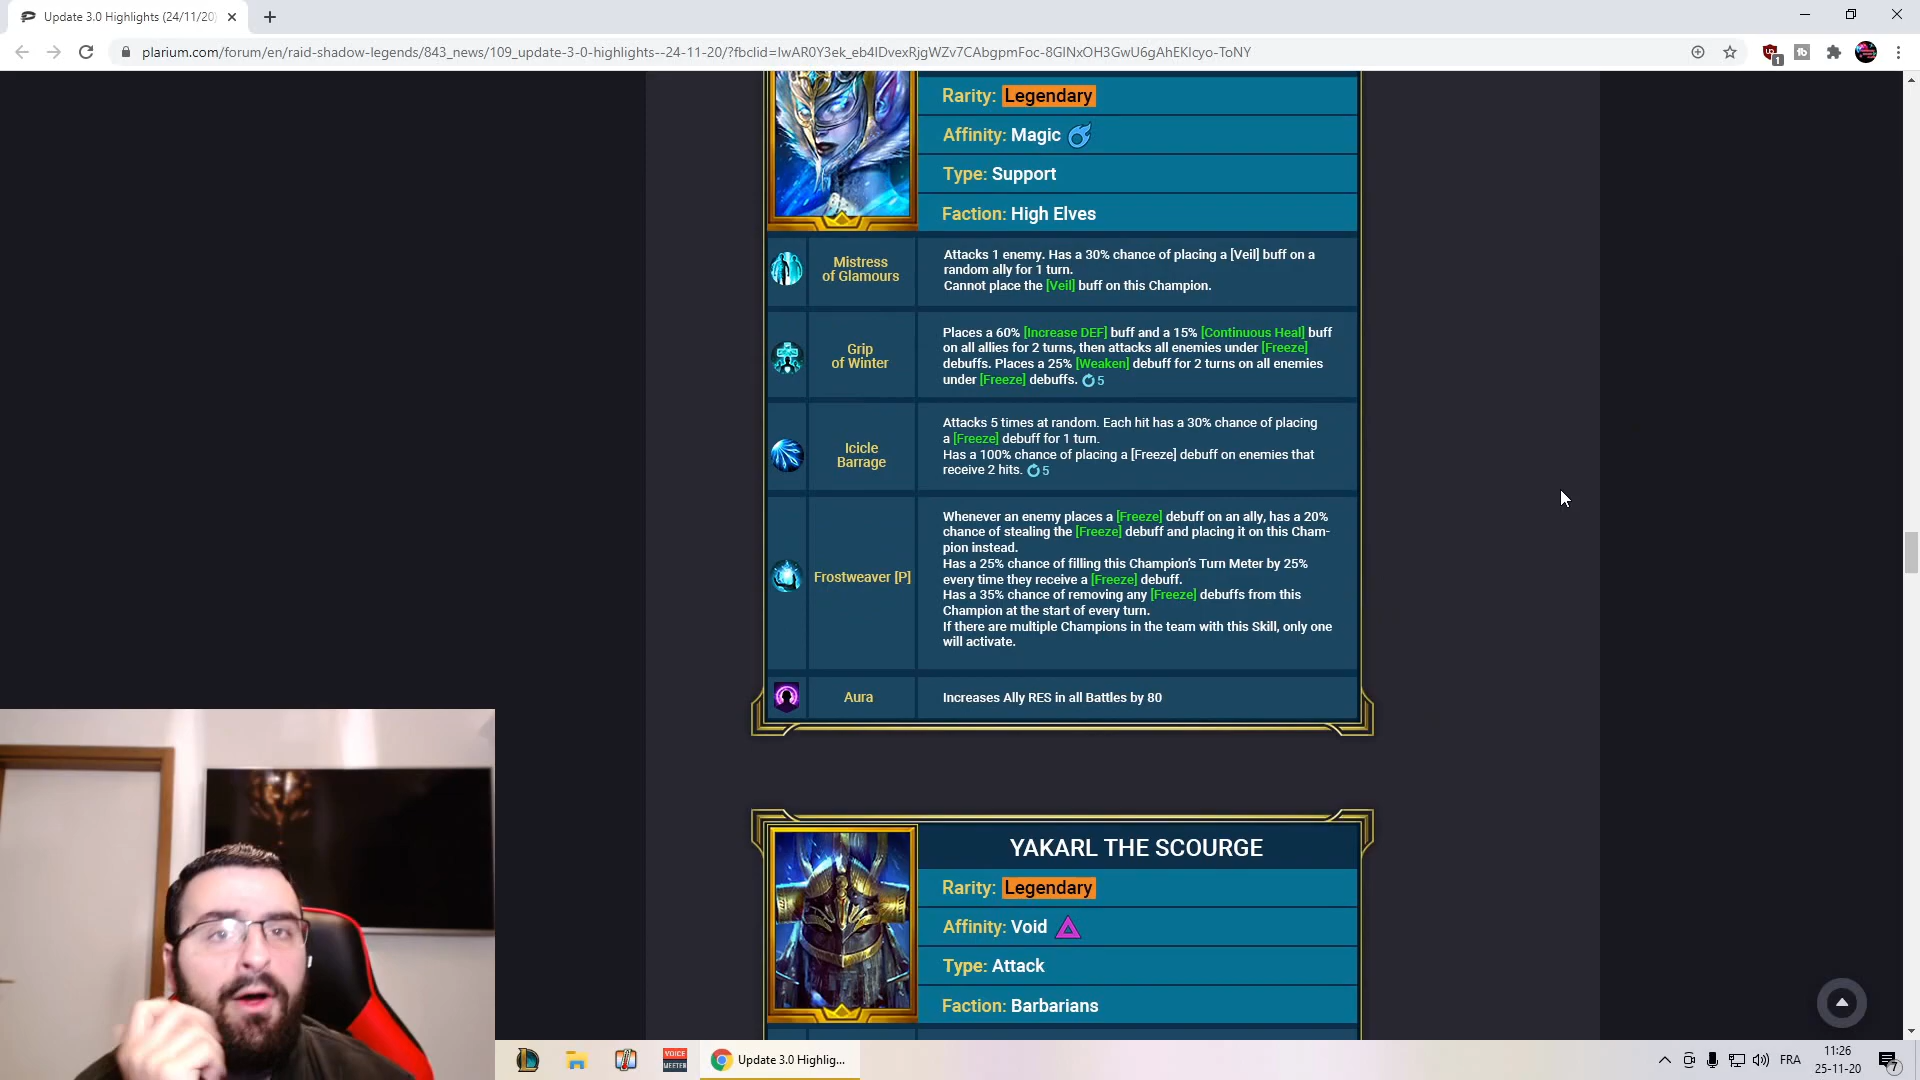 Update 3.0 Highlights (24/11/20)
plarium.com/forum/en/raid-shadow-legends/843_news/109_update-3-0-highlights--24-11-20/?fbclid=IwAR0Y3ek_eb4lDvexRjgWZv7CAbgpmFoc-8GlNxOH3GwU6gAhEKlcyo-ToNY
1
Rarity: Legendary
Affinity: Magic
Type: Support
Faction: High Elves
Mistress
of Glamours
Attacks 1 enemy. Has a 30% chance of placing a [Veil] buff on a
random ally for 1 turn.
Cannot place the [Veil] buff on this Champion.
Grip
of Winter
Places a 60% [Increase DEF] buff and a 15% [Continuous Heal] buff
on all allies for 2 turns, then attacks all enemies under [Freeze]
debuffs. Places a 25% [Weaken] debuff for 2 turns on all enemies
under [Freeze] debuffs. 5
Icicle
Barrage
Attacks 5 times at random. Each hit has a 30% chance of placing
a [Freeze] debuff for 1 turn.
Has a 100% chance of placing a [Freeze] debuff on enemies that
receive 2 hits. 5
Frostweaver [P]
Whenever an enemy places a [Freeze] debuff on an ally, has a 20%
chance of stealing the [Freeze] debuff and placing it on this Cham-
pion instead.
Has a 25% chance of filling this Champion's Turn Meter by 25%
every time they receive a [Freeze] debuff.
Has a 35% chance of removing any [Freeze] debuffs from this
Champion at the start of every turn.
If there are multiple Champions in the team with this Skill, only one
will activate.
Aura
Increases Ally RES in all Battles by 80
YAKARL THE SCOURGE
Rarity: Legendary
Affinity: Void
Type: Attack
Faction: Barbarians
VOICE
MEETER
Update 3.0 Highlig...
FRA
11:26
25-11-20
7